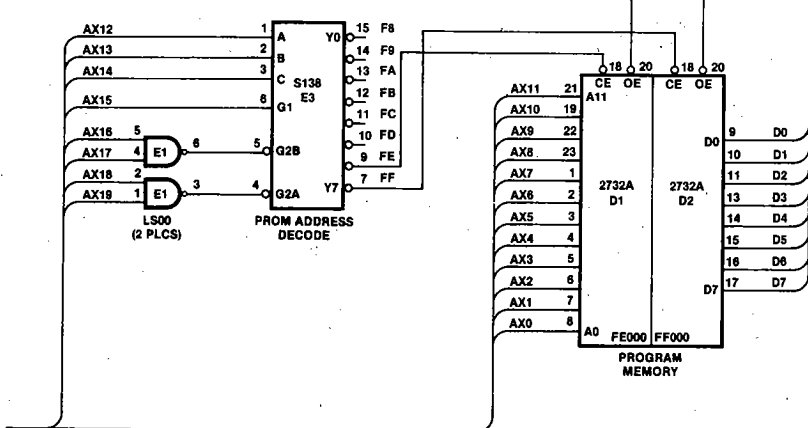 AX12 1 A Y0 15 F8
AX13 2 B 14 F9
AX14 3 C 13 FA
S138
E3
12 FB
AX15 6 G1
11 FC
AX16 5
10 FD
AX17 4 E1 6 5 G2B 9 FE
AX18 2
AX19 1 E1 3 4 G2A Y7 7 FF
LS00
(2 PLCS)
PROM ADDRESS
DECODE
18 20 18 20
CE OE CE OE
AX11 21 A11
AX10 19
AX9 22
AX8 23
AX7 1
AX6 2
AX5 3
AX4 4
AX3 5
AX2 6
AX1 7
AX0 8 A0
2732A
D1
2732A
D2
D0 9 D0
10 D1
11 D2
13 D3
14 D4
15 D5
16 D6
D7 17 D7
FE000 FF000
PROGRAM
MEMORY